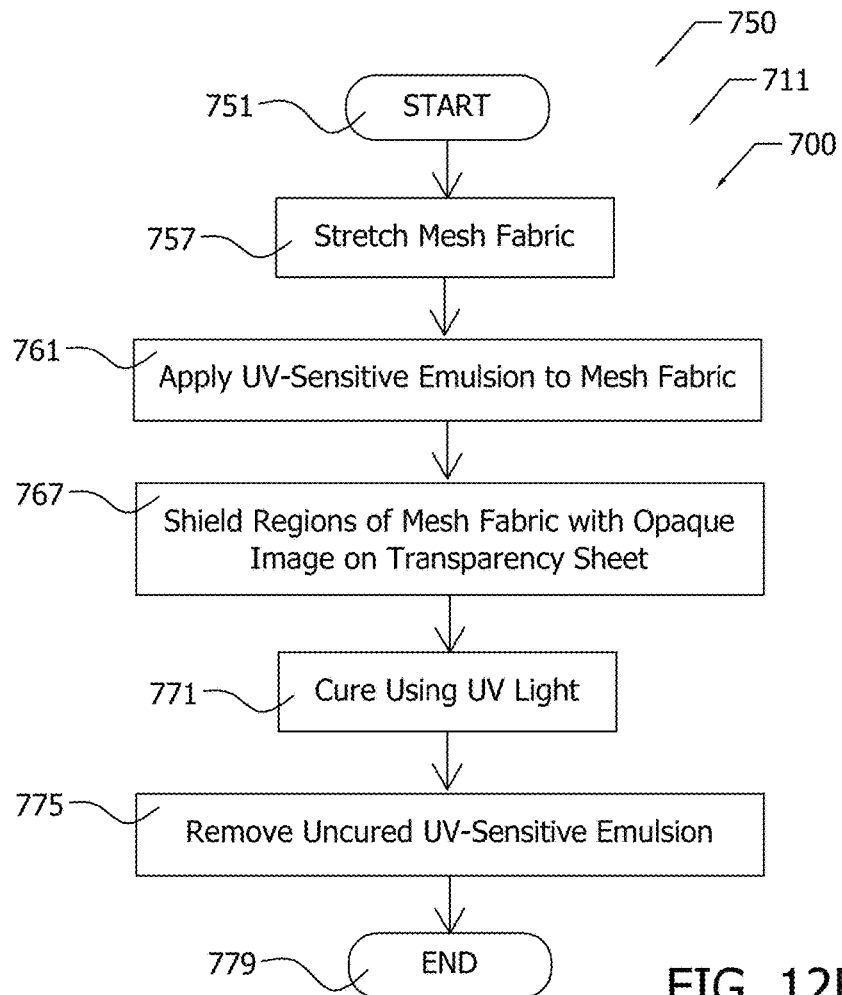 750
711
700
751
START
757
Stretch Mesh Fabric
761
Apply UV-Sensitive Emulsion to Mesh Fabric
767
Shield Regions of Mesh Fabric with Opaque
Image on Transparency Sheet
771
Cure Using UV Light
775
Remove Uncured UV-Sensitive Emulsion
779
END
FIG.